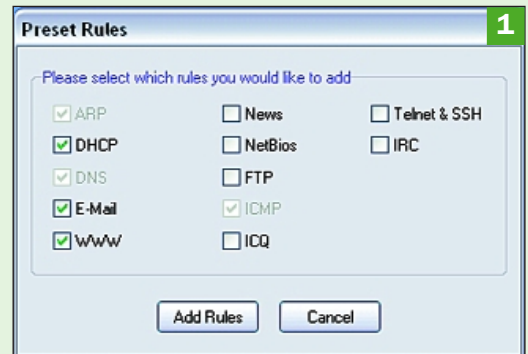 Preset Rules
1
Please select which rules you would like to add
ARP
DHCP
DNS
E-Mail
WWW
News
NetBios
FTP
ICMP
ICQ
Telnet & SSH
IRC
Add Rules
Cancel